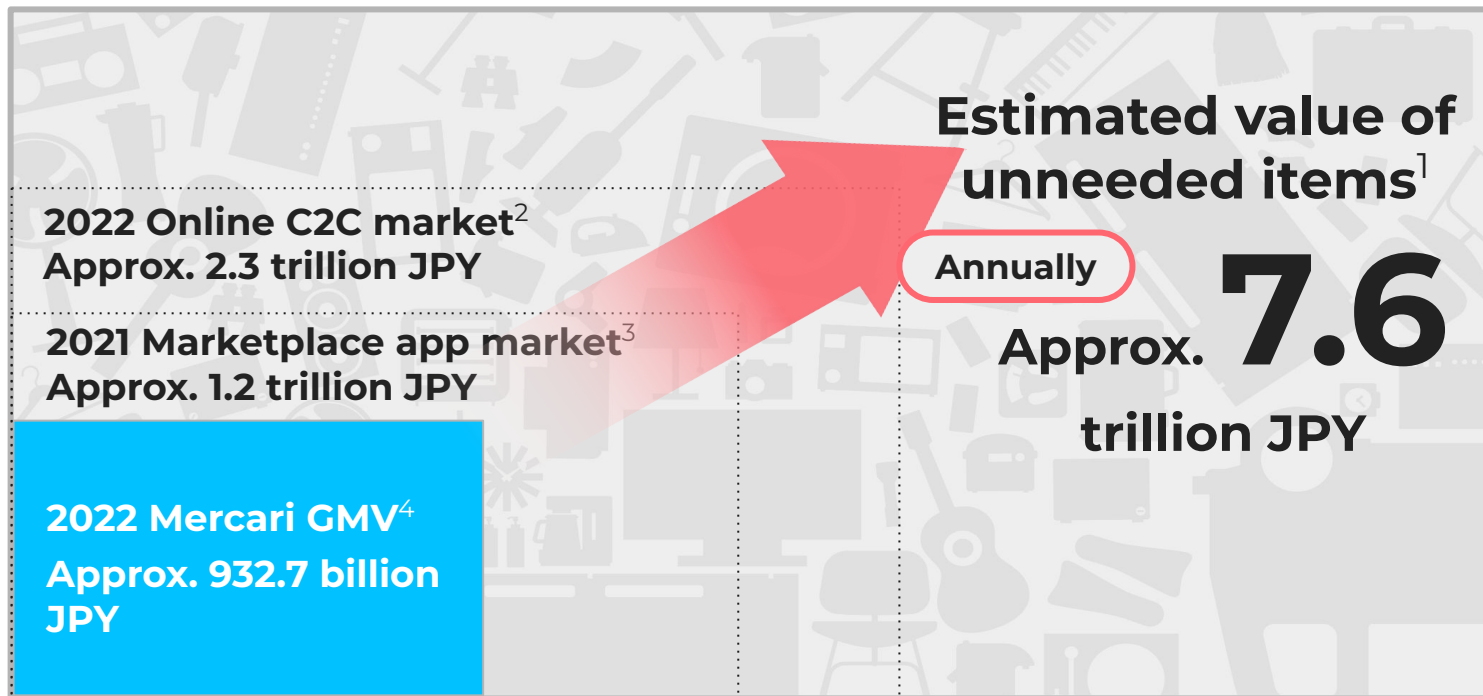 Estimated value of
unneeded items1
Annually
Approx. 7.6
trillion JPY
2022 Online C2C market2
Approx. 2.3 trillion JPY
2021 Marketplace app market3
Approx. 1.2 trillion JPY
2022 Mercari GMV4
Approx. 932.7 billion
JPY